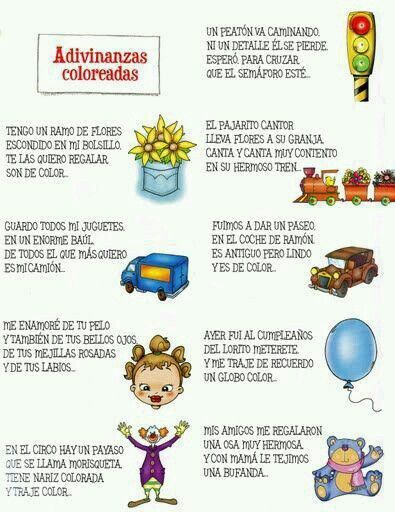 Adivinanzas
coloreadas
UN PEATÓN VA CAMINANDO,
NI UN DETALLE ÉL SE PIERDE.
ESPERÓ, PARA CRUZAR,
QUE EL SEMÁFORO ESTÉ...
TENGO UN RAMO DE FLORES
ESCONDIDO EN MI BOLSILLO,
TE LAS QUIERO REGALAR,
SON DE COLOR...
EL PAJARITO CANTOR
LLEVA FLORES A SU GRANJA,
CANTA Y CANTA MUY CONTENTO
EN SU HERMOSO TREN...
GUARDO TODOS MI JUGUETES,
EN UN ENORME BAÚL,
DE TODOS EL QUE MÁS QUIERO
ES MI CAMIÓN...
FUIMOS A DAR UN PASEO,
EN EL COCHE DE RAMÓN.
ES ANTIGUO PERO LINDO
Y ES DE COLOR...
ME ENAMORÉ DE TU PELO
Y TAMBIÉN DE TUS BELLOS OJOS,
DE TUS MEJILLAS ROSADAS
Y DE TUS LABIOS...
AYER FUI AL CUMPLEAÑOS
DEL LORITO METERETE,
Y ME TRAJE DE RECUERDO
UN GLOBO COLOR...
EN EL CIRCO HAY UN PAYASO
QUE SE LLAMA MORISQUETA,
TIENE NARIZ COLORADA
Y TRAJE COLOR...
MIS AMIGOS ME REGALARON
UNA OSA MUY HERMOSA,
Y CON MAMÁ LE TEJIMOS
UNA BUFANDA...